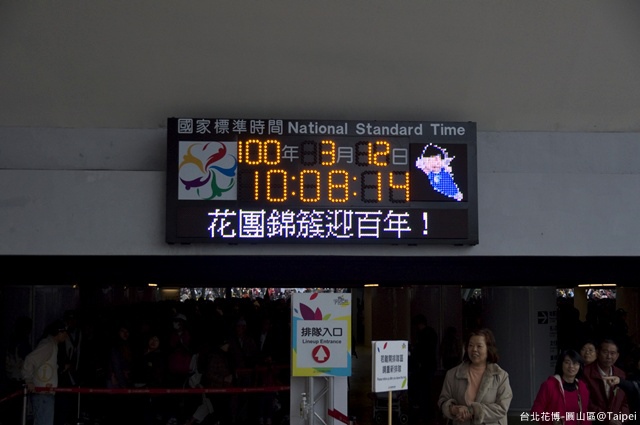 國家標準時間 National Standard Time
100年 3月 12日
10:08:14
花團錦簇迎百年！
排隊入口
Lineup Entrance
台北花博-圓山區@Taipei